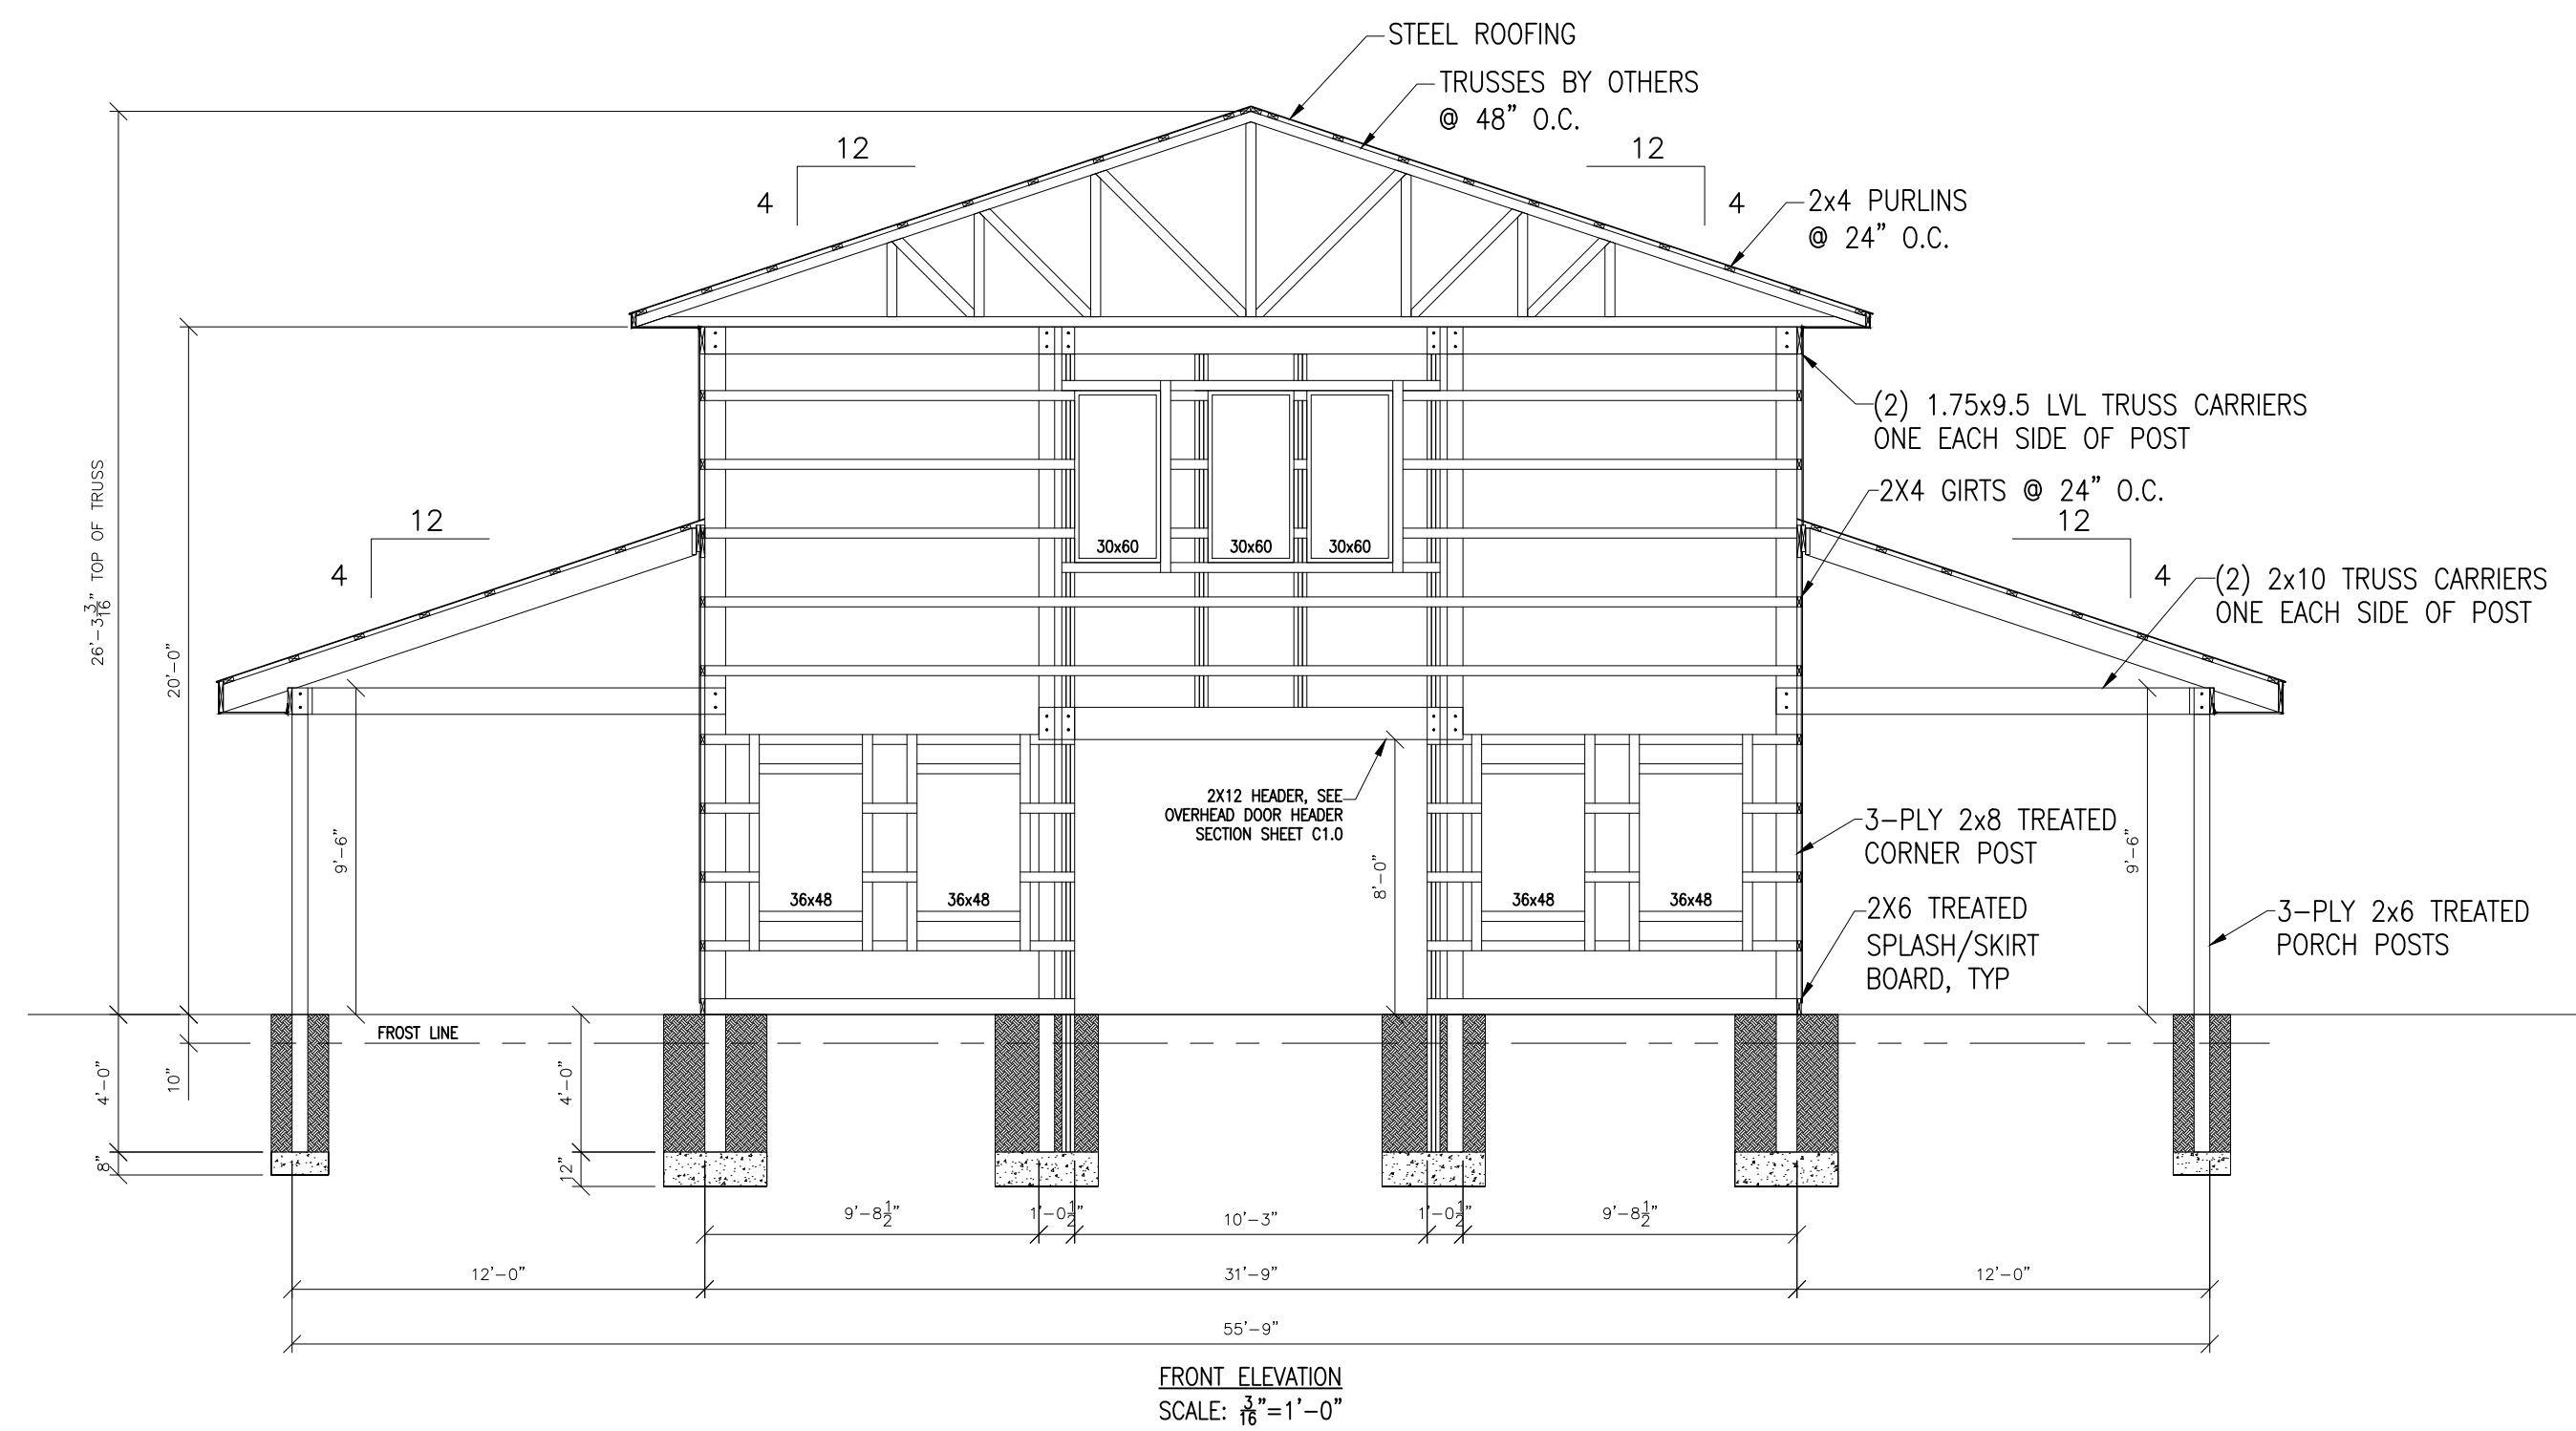 STEEL ROOFING
TRUSSES BY OTHERS
@ 48" O.C.
12
12
4
4
2x4 PURLINS
@ 24" O.C.
(2) 1.75x9.5 LVL TRUSS CARRIERS
ONE EACH SIDE OF POST
2X4 GIRTS @ 24" O.C.
12
12
4
4
(2) 2x10 TRUSS CARRIERS
ONE EACH SIDE OF POST
26'-3 3/16" TOP OF TRUSS
20'-0"
30x60
30x60
30x60
9'-6"
2X12 HEADER, SEE
OVERHEAD DOOR HEADER
SECTION SHEET C1.0
8'-0"
3-PLY 2x8 TREATED
CORNER POST
9'-6"
36x48
36x48
36x48
36x48
2X6 TREATED
SPLASH/SKIRT
BOARD, TYP
3-PLY 2x6 TREATED
PORCH POSTS
FROST LINE
4'-0"
10"
4'-0"
8"
12"
9'-8 1/2"
1'-0 1/2"
10'-3"
1'-0 1/2"
9'-8 1/2"
12'-0"
31'-9"
12'-0"
55'-9"
FRONT ELEVATION
SCALE: 3/16"=1'-0"